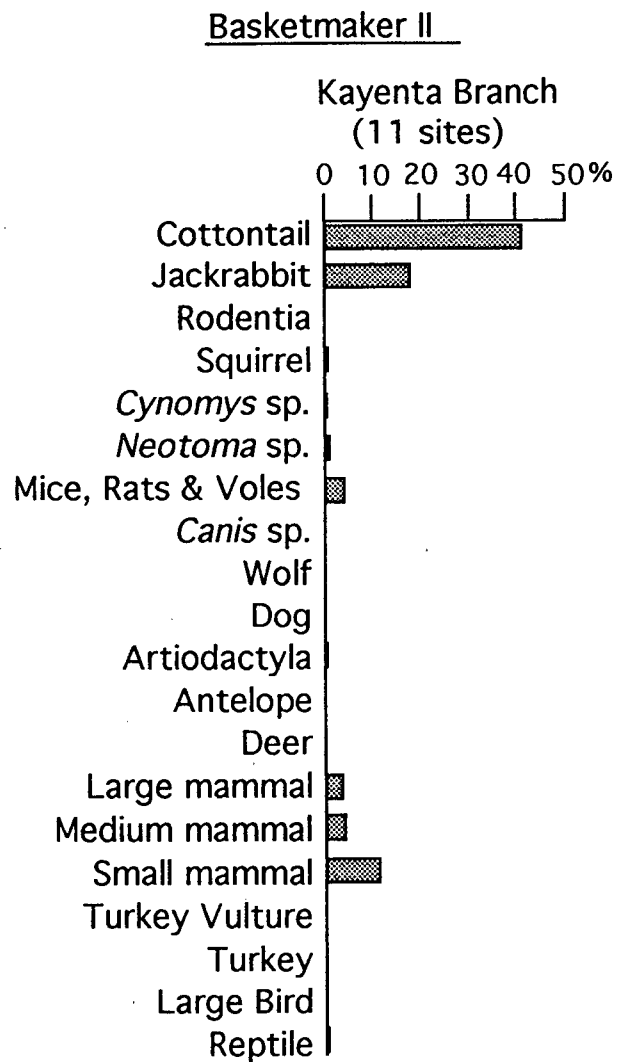 Basketmaker II
Kayenta Branch
(11 sites)
0 10 20 30 40 50%
Cottontail
Jackrabbit
Rodentia
Squirrel
Cynomys sp.
Neotoma sp.
Mice, Rats & Voles
Canis sp.
Wolf
Dog
Artiodactyla
Antelope
Deer
Large mammal
Medium mammal
Small mammal
Turkey Vulture
Turkey
Large Bird
Reptile